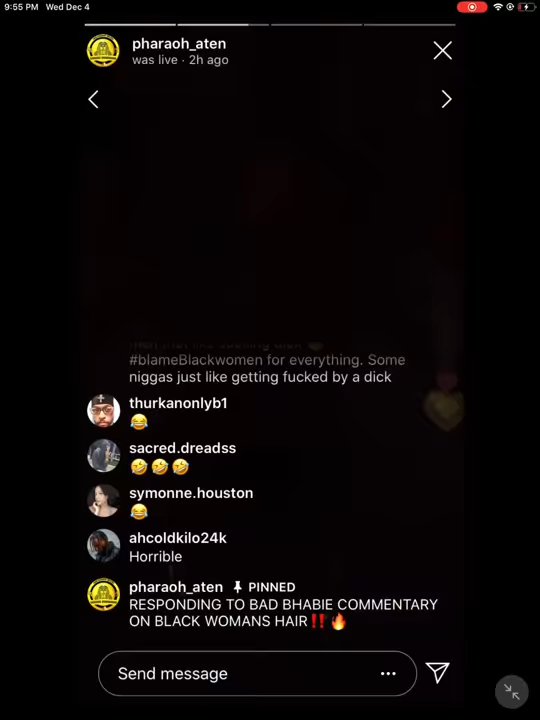 9:55 PM Wed Dec 4
pharaoh_aten
was live · 2h ago
#blameBlackwomen for everything. Some
niggas just like getting fucked by a dick
thurkanonlyb1
😂
sacred.dreadss
🤣🤣🤣
symonne.houston
😂
ahcoldkilo24k
Horrible
pharaoh_aten 📌 PINNED
RESPONDING TO BAD BHABIE COMMENTARY
ON BLACK WOMANS HAIR‼️🔥
Send message